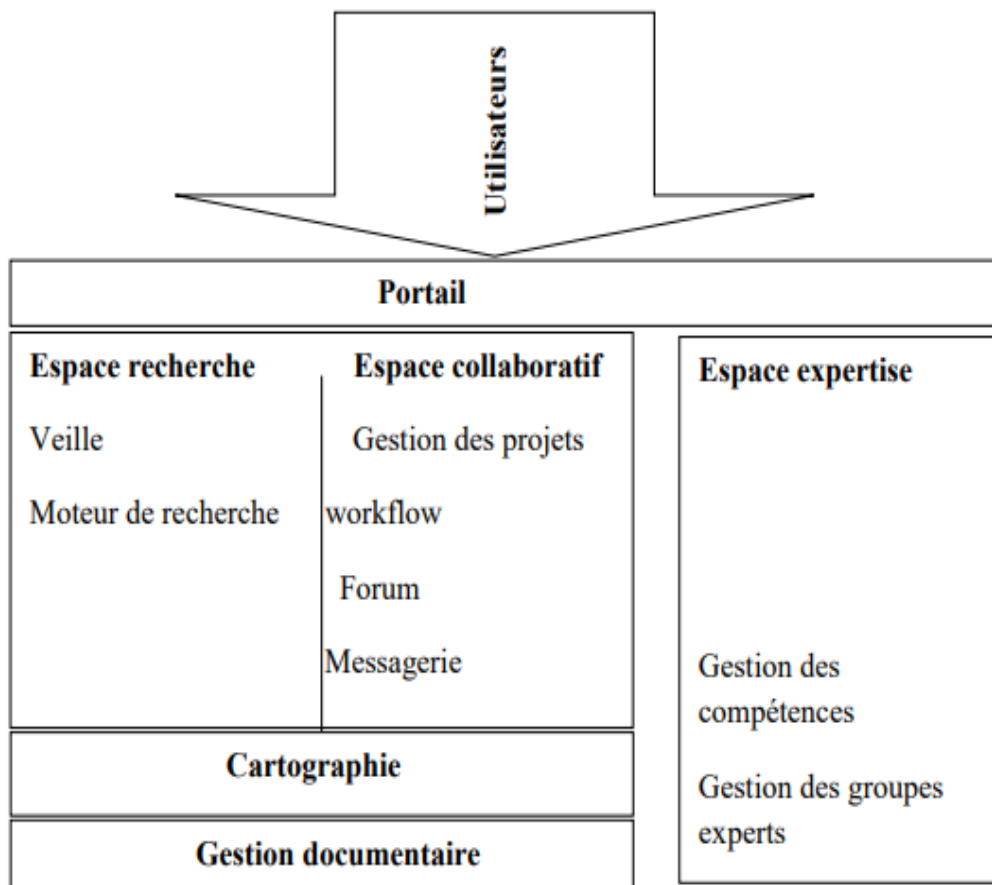 Utilisateurs
Portail
Espace recherche
Veille
Moteur de recherche
Espace collaboratif
Gestion des projets
workflow
Forum
Messagerie
Espace expertise
Gestion des
compétences
Gestion des groupes
experts
Cartographie
Gestion documentaire